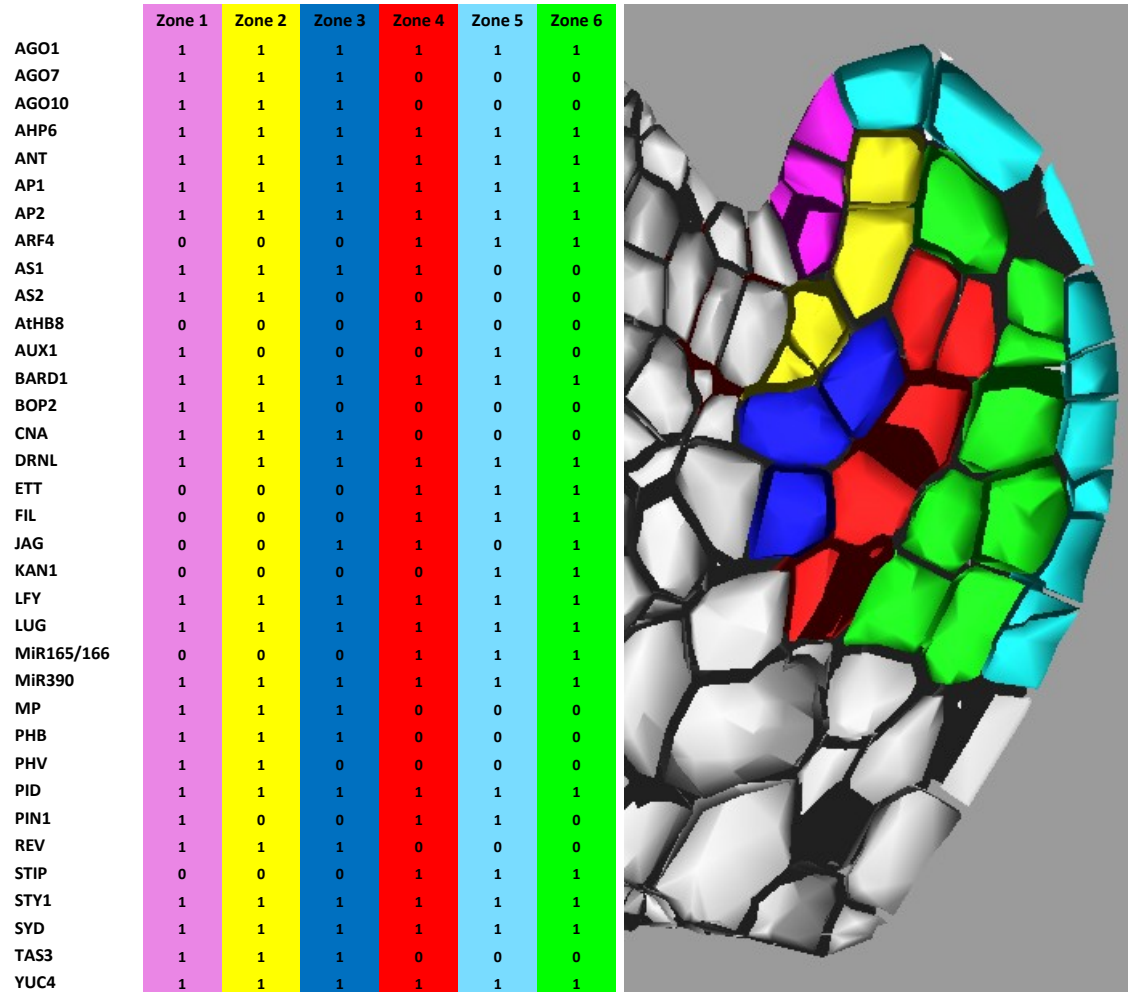 Zone 1 Zone 2 Zone 3 Zone 4 Zone 5 Zone 6
AGO1 1 1 1 1 1 1
AGO7 1 1 1 0 0 0
AGO10 1 1 1 0 0 0
AHP6 1 1 1 1 1 1
ANT 1 1 1 1 1 1
AP1 1 1 1 1 1 1
AP2 1 1 1 1 1 1
ARF4 0 0 0 1 1 1
AS1 1 1 1 1 0 0
AS2 1 1 0 0 0 0
AtHB8 0 0 0 1 0 0
AUX1 1 0 0 0 1 0
BARD1 1 1 1 1 1 1
BOP2 1 1 0 0 0 0
CNA 1 1 1 0 0 0
DRNL 1 1 1 1 1 1
ETT 0 0 0 1 1 1
FIL 0 0 0 1 1 1
JAG 0 0 1 1 0 1
KAN1 0 0 0 0 1 1
LFY 1 1 1 1 1 1
LUG 1 1 1 1 1 1
MiR165/166 0 0 0 1 1 1
MiR390 1 1 1 1 1 1
MP 1 1 1 0 0 0
PHB 1 1 1 0 0 0
PHV 1 1 0 0 0 0
PID 1 1 1 1 1 1
PIN1 1 0 0 1 1 0
REV 1 1 1 0 0 0
STIP 0 0 0 1 1 1
STY1 1 1 1 1 1 1
SYD 1 1 1 1 1 1
TAS3 1 1 1 0 0 0
YUC4 1 1 1 1 1 1